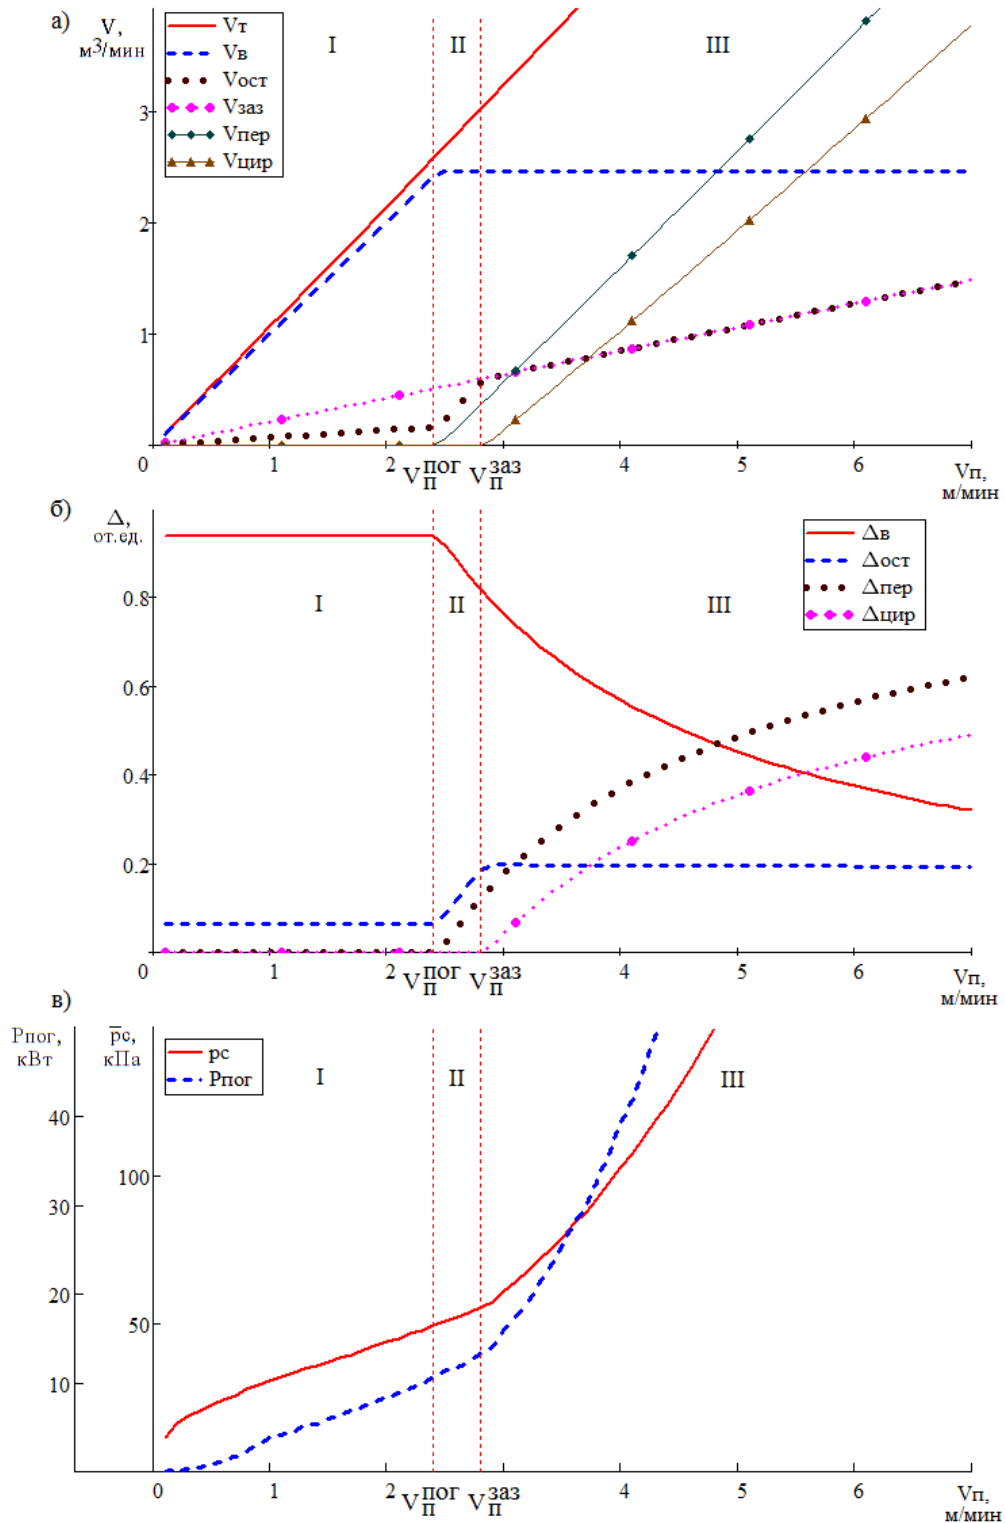 а)
V,
м³/мин
Vт
Vв
Vост
Vзаз
Vпер
Vцир
I
II
III
3
2
1
0
1
2
Vп пог
Vп заз
4
5
6
Vп,
м/мин
б)
Δ,
от.ед.
Δв
Δост
Δпер
Δцир
I
II
III
0.8
0.6
0.4
0.2
0
1
2
Vп пог
Vп заз
4
5
6
Vп,
м/мин
в)
Pпог,
кВт
p̅с,
кПа
pс
Pпог
I
II
III
40
30
20
10
100
50
0
1
2
Vп пог
Vп заз
4
5
6
Vп,
м/мин